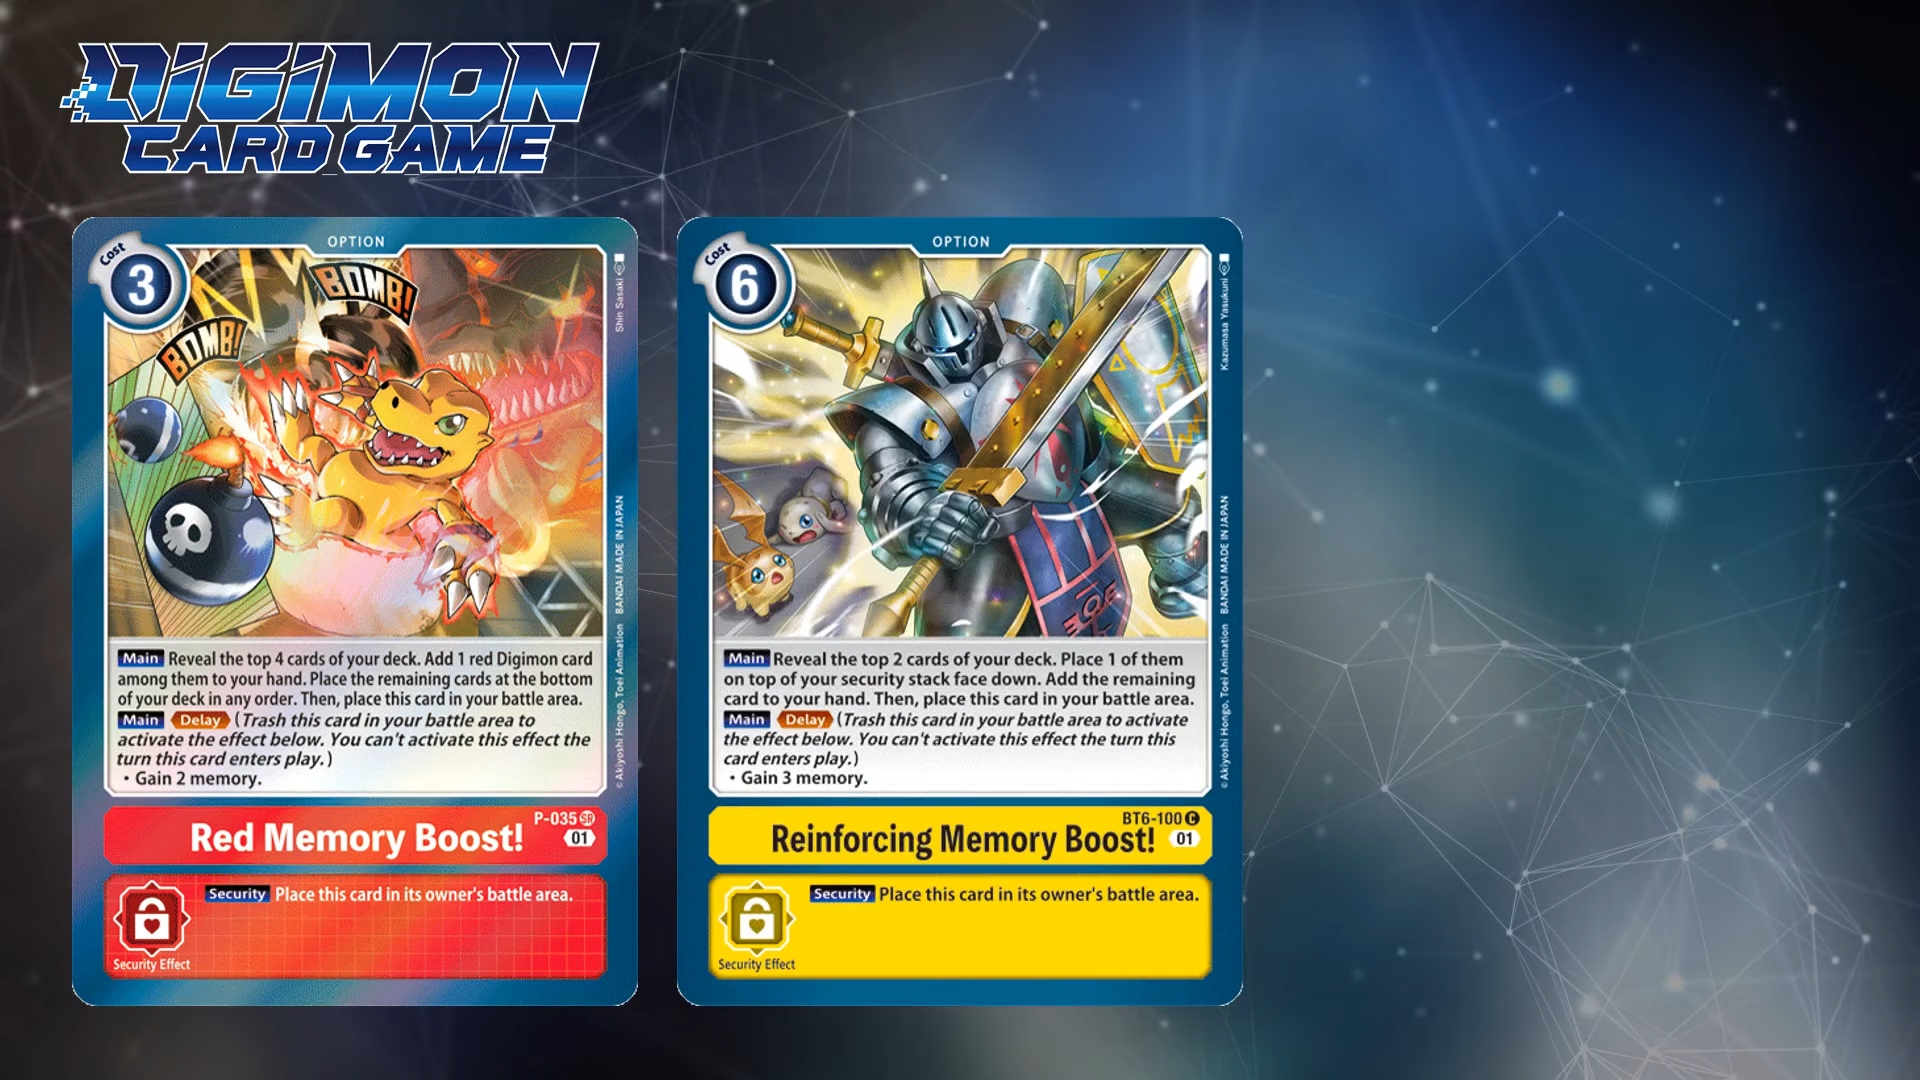 DIGIMON
CARD GAME
OPTION
Cost
3
BOMB!
BOMB!
Shin Sasaki
Main Reveal the top 4 cards of your deck. Add 1 red Digimon card
among them to your hand. Place the remaining cards at the bottom
of your deck in any order. Then, place this card in your battle area.
Main Delay (Trash this card in your battle area to
activate the effect below. You can't activate this effect the
turn this card enters play.)
• Gain 2 memory.
© Akiyoshi Hongo, Toei Animation BANDAI MADE IN JAPAN
P-035 SR
Red Memory Boost!
01
Security Place this card in its owner's battle area.
Security Effect
OPTION
Cost
6
Kazumasa Yasukuni
Main Reveal the top 2 cards of your deck. Place 1 of them
on top of your security stack face down. Add the remaining
card to your hand. Then, place this card in your battle area.
Main Delay (Trash this card in your battle area to activate
the effect below. You can't activate this effect the turn this
card enters play.)
• Gain 3 memory.
© Akiyoshi Hongo, Toei Animation BANDAI MADE IN JAPAN
BT6-100 C
Reinforcing Memory Boost!
01
Security Place this card in its owner's battle area.
Security Effect